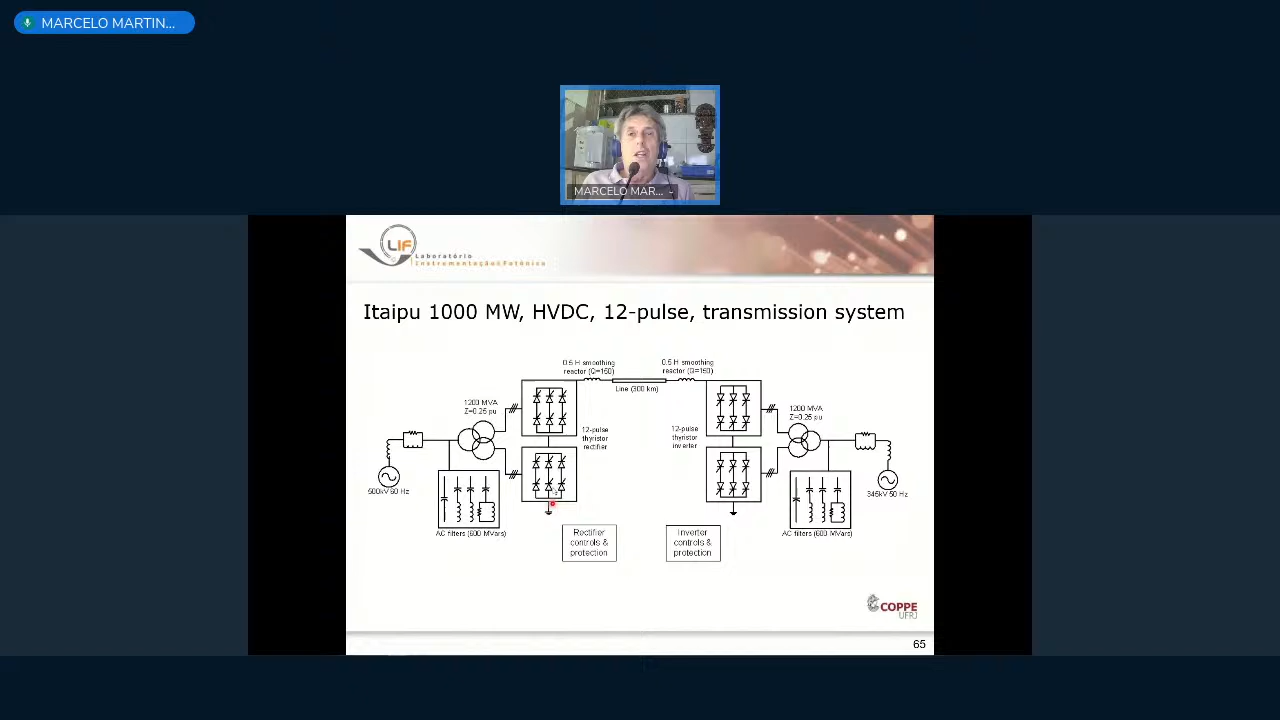 MARCELO MARTIN...
MARCELO MAR...
LIF
Laboratório
Instrumentação e Fotônica
Itaipu 1000 MW, HVDC, 12-pulse, transmission system
0.5 H smoothing
reactor (Q=150)
0.5 H smoothing
reactor (Q=150)
Line (300 km)
1200 MVA
Z=0.25 pu
1200 MVA
Z=0.25 pu
12-pulse
thyristor
rectifier
12-pulse
thyristor
inverter
500kV 60 Hz
345kV 50 Hz
AC filters (600 MVars)
AC filters (600 MVars)
Rectifier
controls &
protection
Inverter
controls &
protection
COPPE
UFRJ
65